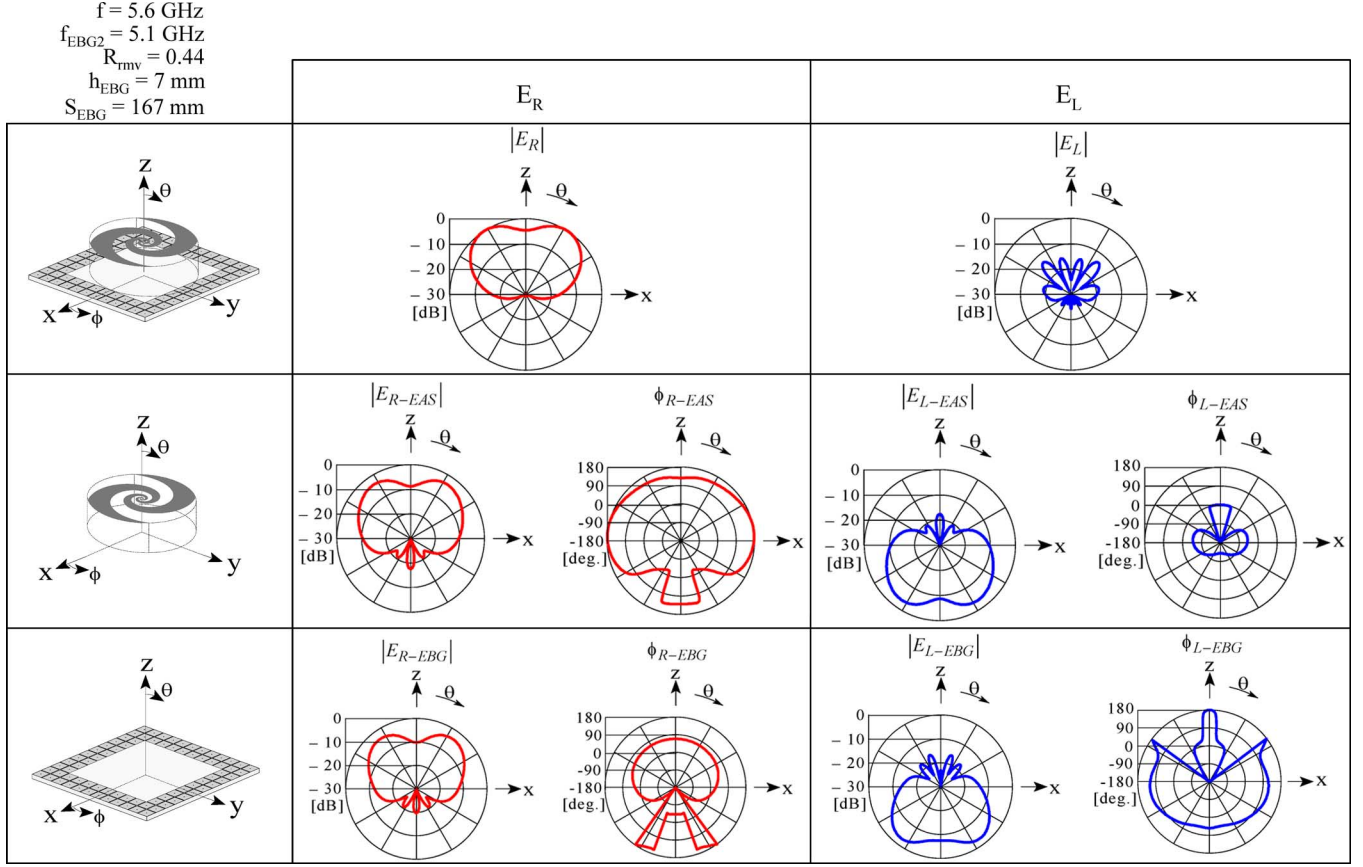 f = 5.6 GHz
f_EBG2 = 5.1 GHz
R_rmv = 0.44
h_EBG = 7 mm
S_EBG = 167 mm
E_R E_L
|E_R| |E_L|
z z z
θ θ θ
0 0
– 10 – 10
– 20 – 20
– 30 – 30
[dB] [dB]
x x
x ϕ y
|E_R–EAS| ϕ_R–EAS |E_L–EAS| ϕ_L–EAS
z z z z z
θ θ θ θ θ
0 180 0 180
– 10 90 – 10 90
– 20 0 – 20 0
-90 -90
– 30 -180 – 30 -180
[dB] [deg.] [dB] [deg.]
x x x x
x ϕ y
|E_R–EBG| ϕ_R–EBG |E_L–EBG| ϕ_L–EBG
z z z z z
θ θ θ θ θ
0 180 0 180
– 10 90 – 10 90
– 20 0 – 20 0
-90 -90
– 30 -180 – 30 -180
[dB] [deg.] [dB] [deg.]
x x x x
x ϕ y